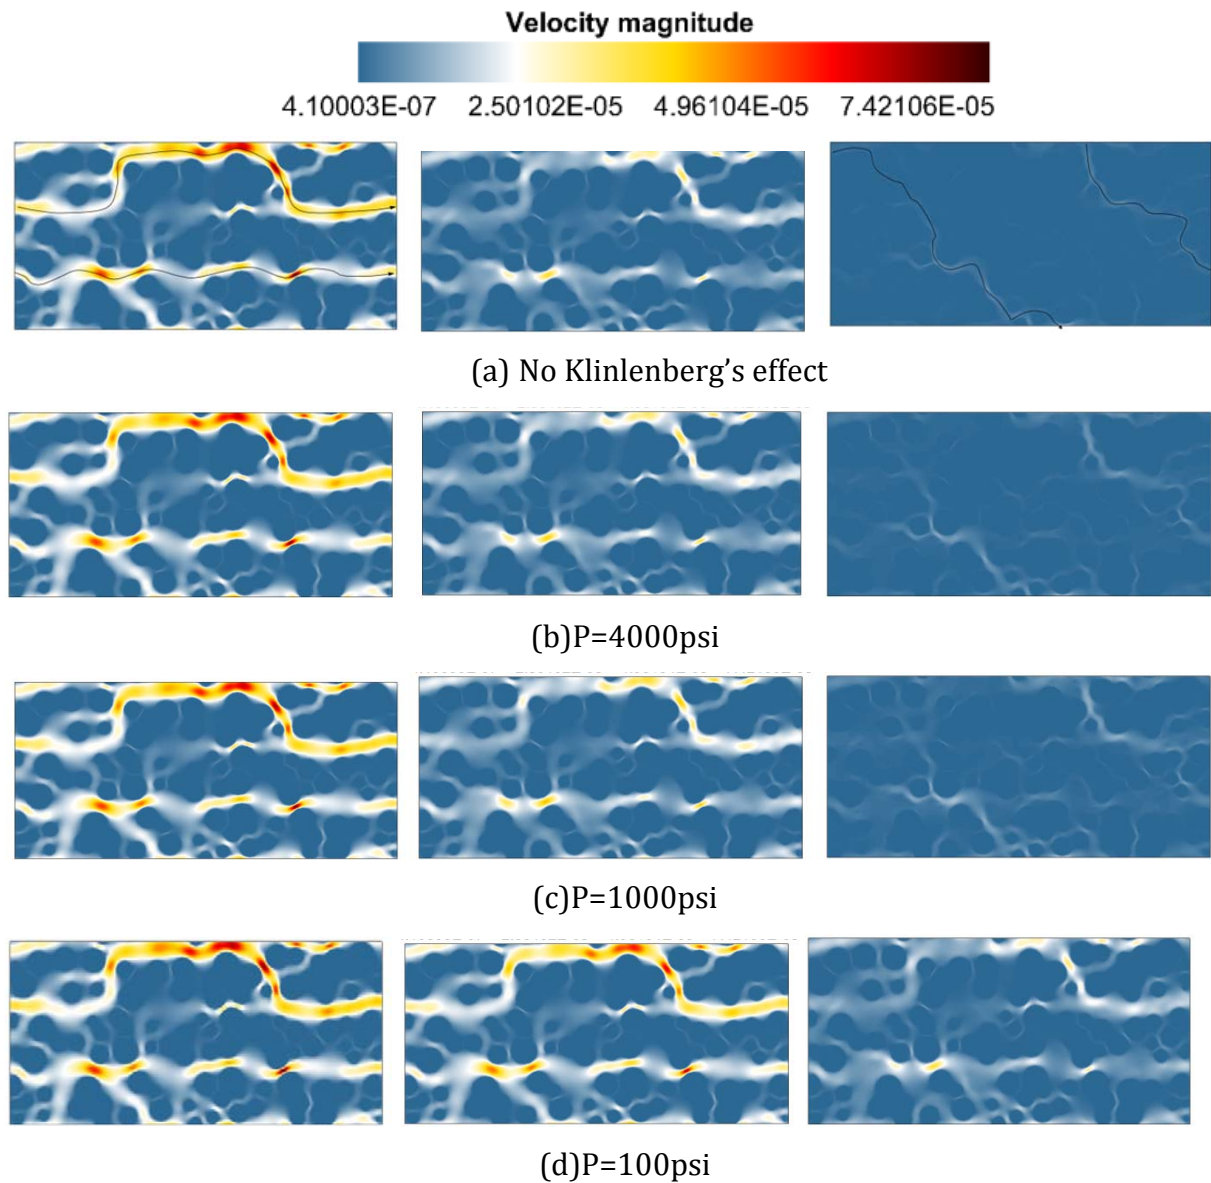 Velocity magnitude
4.10003E-07 2.50102E-05 4.96104E-05 7.42106E-05
(a) No Klinlenberg’s effect
(b)P=4000psi
(c)P=1000psi
(d)P=100psi